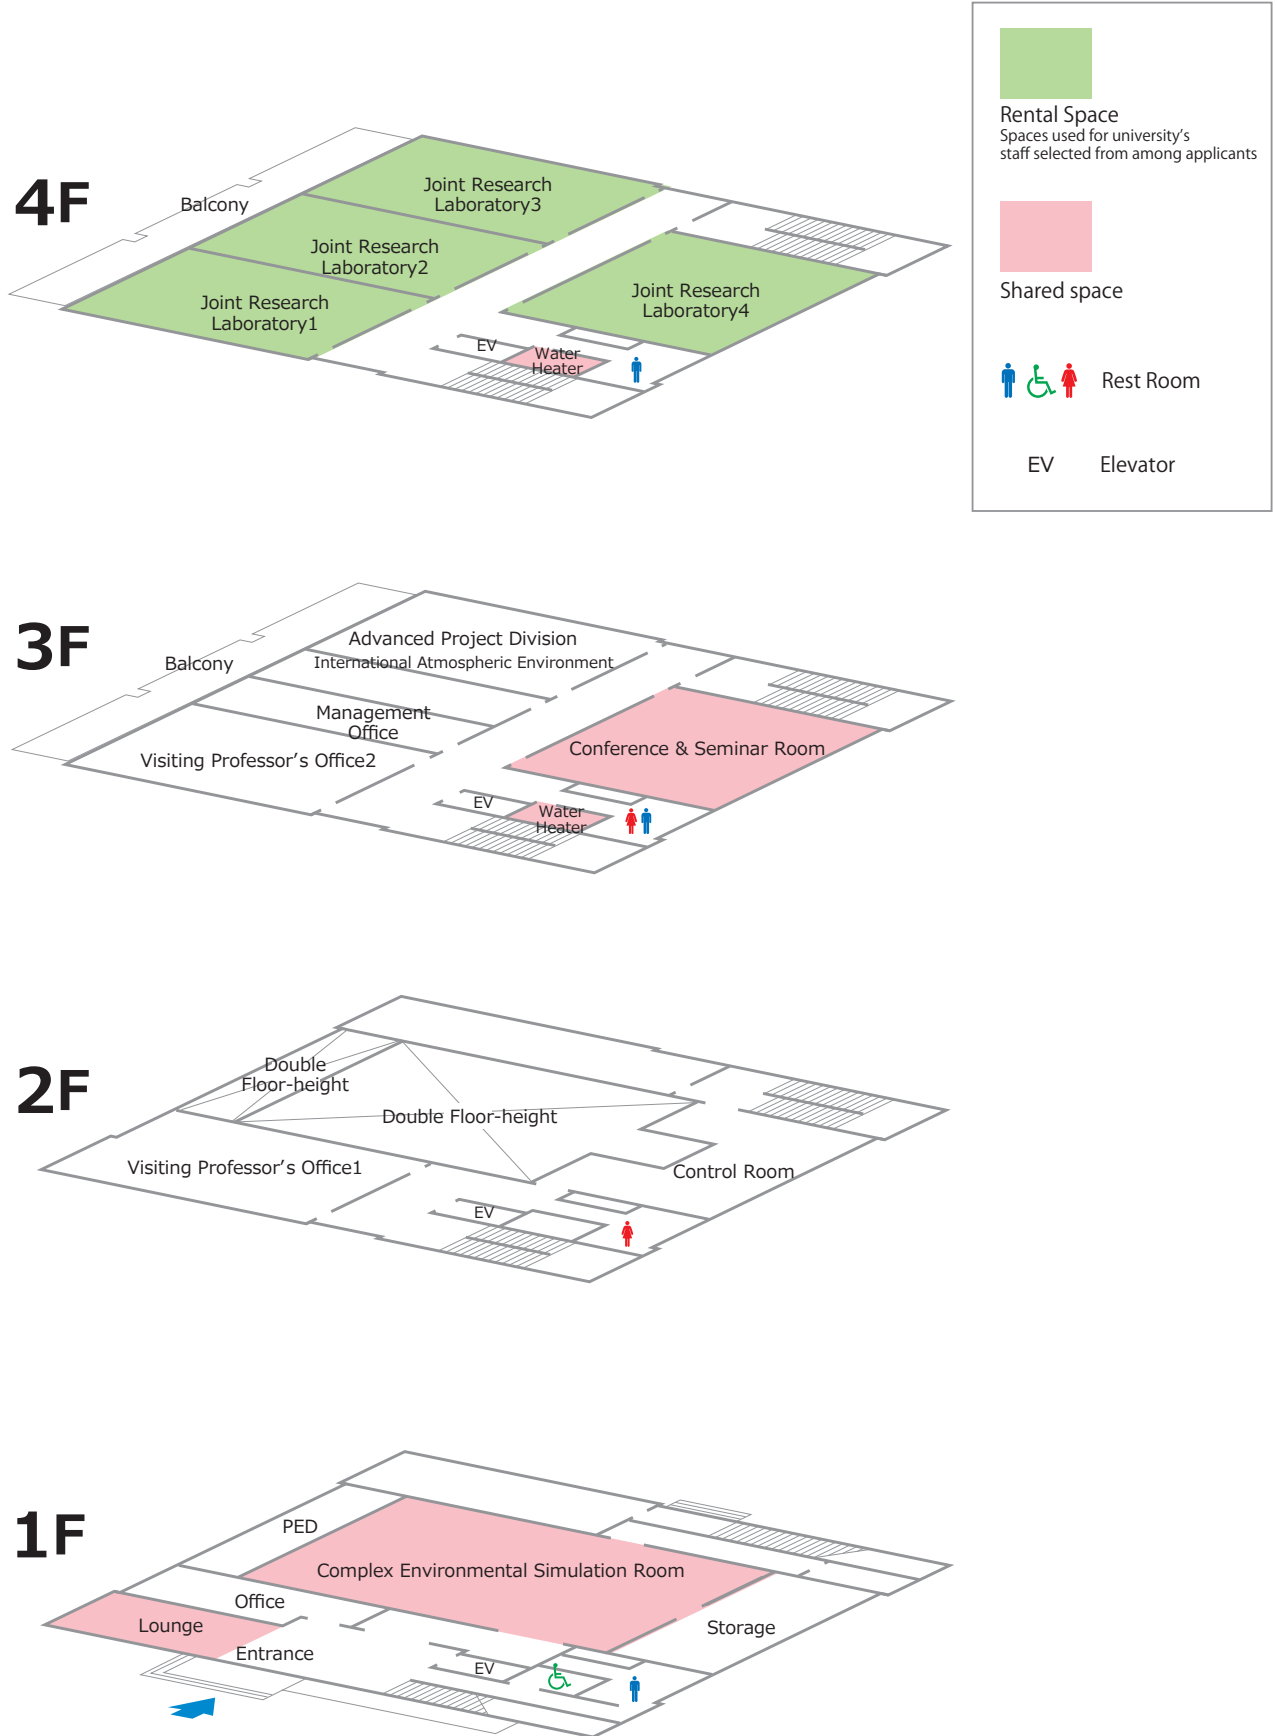 Rental Space
Spaces used for university's
staff selected from among applicants
Shared space
Rest Room
EV Elevator
4F
Balcony
Joint Research
Laboratory3
Joint Research
Laboratory2
Joint Research
Laboratory1
Joint Research
Laboratory4
EV
Water
Heater
3F
Balcony
Advanced Project Division
International Atmospheric Environment
Management
Office
Visiting Professor's Office2
Conference & Seminar Room
EV
Water
Heater
2F
Double
Floor-height
Double Floor-height
Visiting Professor's Office1
Control Room
EV
1F
PED
Complex Environmental Simulation Room
Office
Lounge
Storage
Entrance
EV